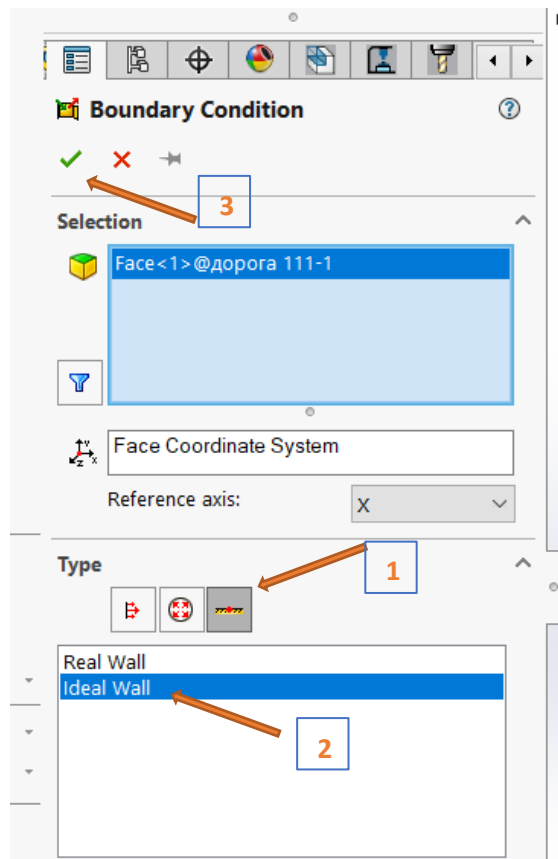 Boundary Condition
?
3
Selection
Face<1>@дорога 111-1
Y
X
Z
Face Coordinate System
Reference axis:
X
Type
1
Real Wall
Ideal Wall
2